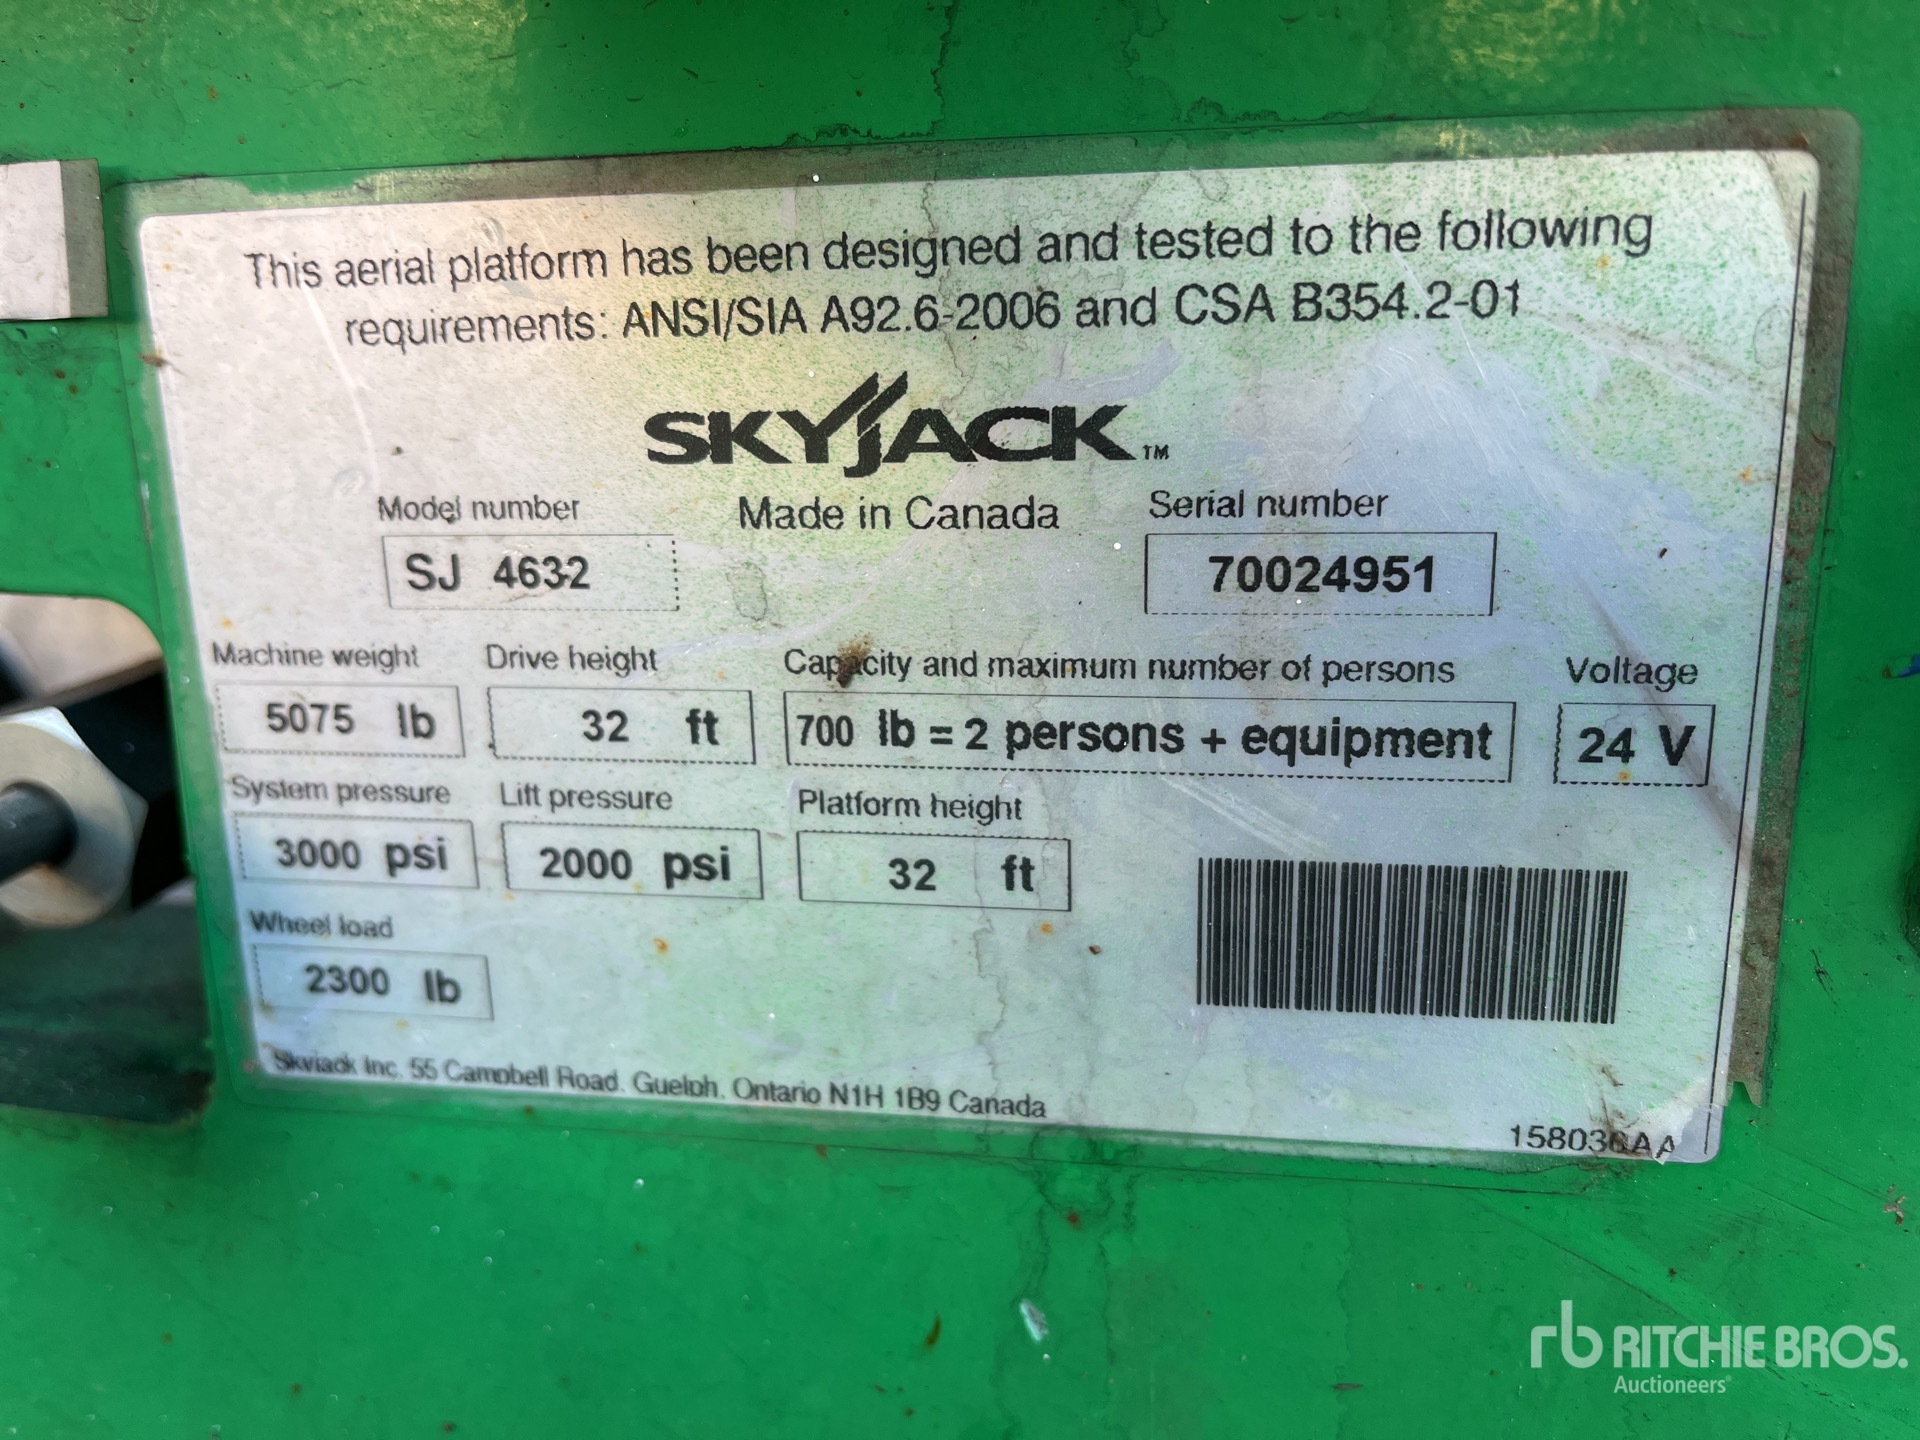 This aerial platform has been designed and tested to the following
requirements: ANSI/SIA A92.6-2006 and CSA B354.2-01
SKYJACK™
Model number Made in Canada Serial number
SJ 4632 70024951
Machine weight Drive height Capacity and maximum number of persons Voltage
5075 lb 32 ft 700 lb = 2 persons + equipment 24 V
System pressure Lift pressure Platform height
3000 psi 2000 psi 32 ft
Wheel load
2300 lb
Skyjack Inc. 55 Campbell Road, Guelph, Ontario N1H 1B9 Canada
rb RITCHIE BROS.
Auctioneers®